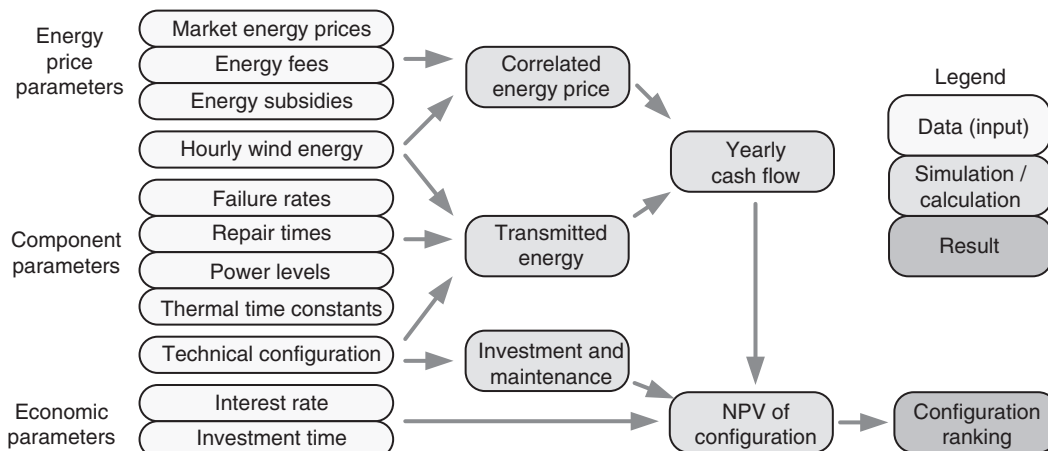 Energy
price
parameters
Market energy prices
Energy fees
Energy subsidies
Hourly wind energy
Component
parameters
Failure rates
Repair times
Power levels
Thermal time constants
Technical configuration
Economic
parameters
Interest rate
Investment time
Correlated
energy price
Transmitted
energy
Investment and
maintenance
Yearly
cash flow
NPV of
configuration
Configuration
ranking
Legend
Data (input)
Simulation /
calculation
Result